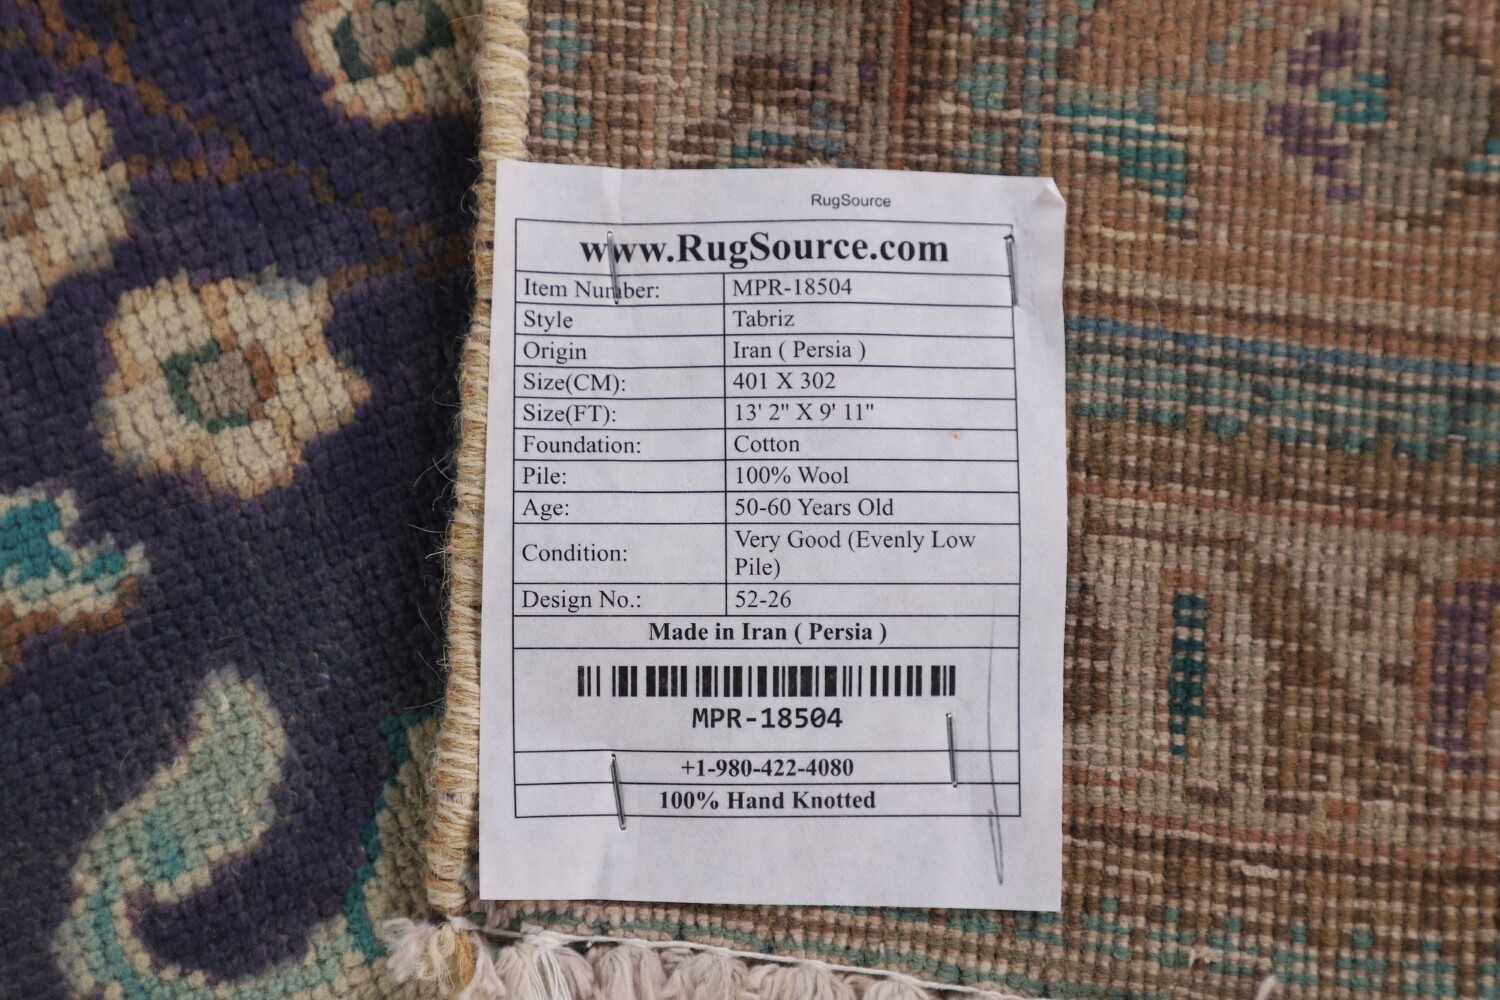 RugSource
www.RugSource.com
Item Number: MPR-18504
Style Tabriz
Origin Iran ( Persia )
Size(CM): 401 X 302
Size(FT): 13' 2" X 9' 11"
Foundation: Cotton
Pile: 100% Wool
Age: 50-60 Years Old
Condition: Very Good (Evenly Low
Pile)
Design No.: 52-26
Made in Iran ( Persia )
MPR-18504
+1-980-422-4080
100% Hand Knotted